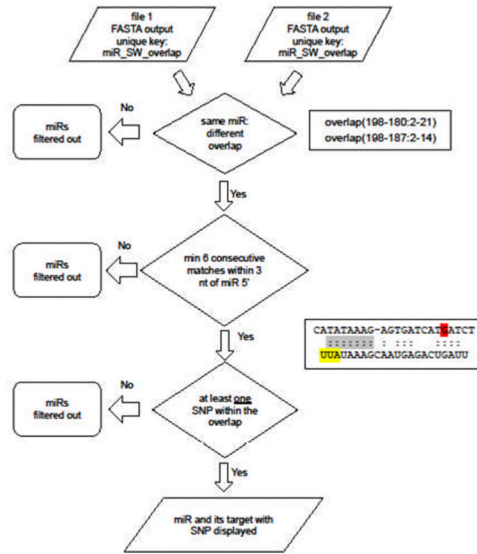 file 1
FASTA output
unique key:
miR_SW_overlap
file 2
FASTA output
unique key:
miR_SW_overlap
No
miRs
filtered out
same miR:
different
overlap
overlap(198-180:2-21)
overlap(198-187:2-14)
Yes
No
miRs
filtered out
min 6 consecutive
matches within 3
nt of miR 5'
Yes
CATATAAAG-AGTGATCATGATCT
::::::: : ::: ::::
UUAUAAAGCAAUGAGACUGAUU
No
miRs
filtered out
at least one
SNP within the
overlap
Yes
miR and its target with
SNP displayed